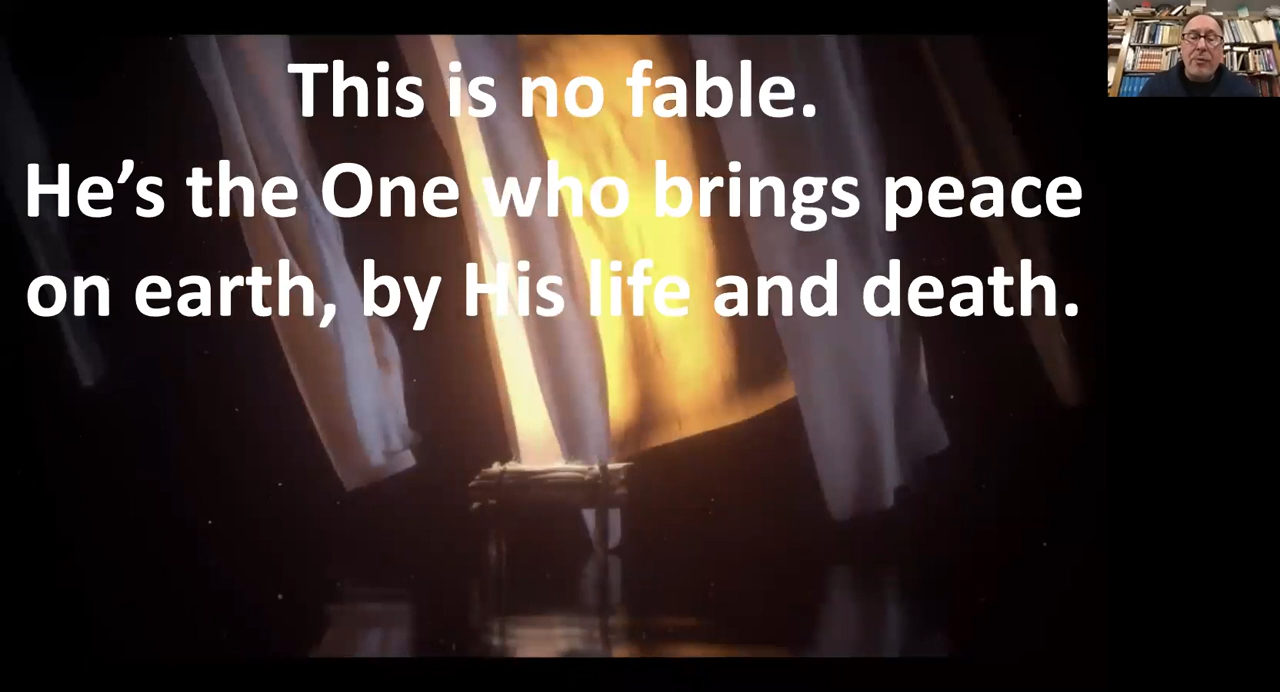 This is no fable.
He’s the One who brings peace
on earth, by His life and death.